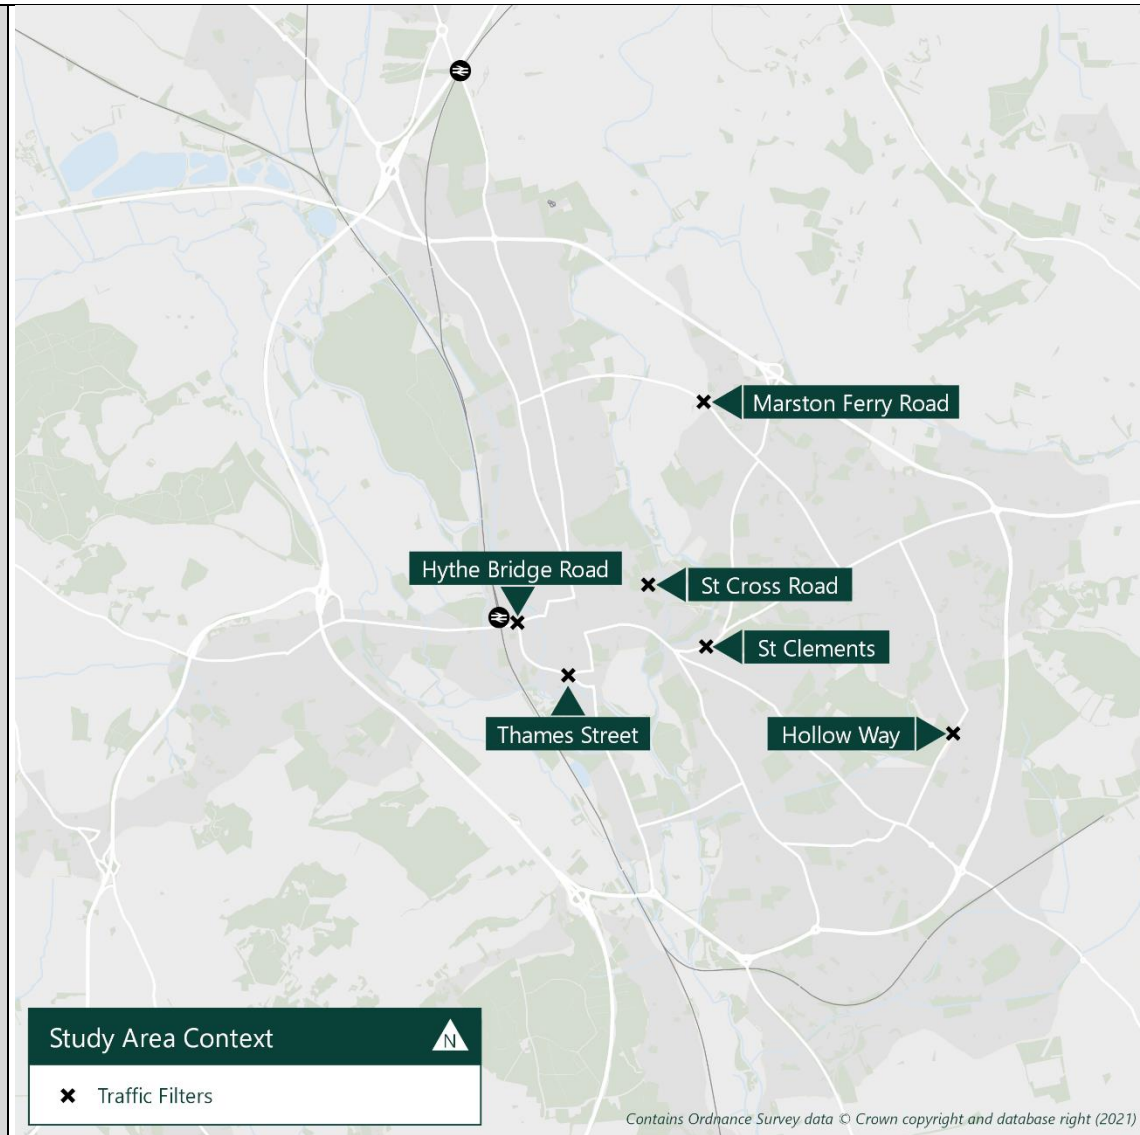 Marston Ferry Road
Hythe Bridge Road
St Cross Road
St Clements
Thames Street
Hollow Way
Study Area Context
N
Traffic Filters
Contains Ordnance Survey data © Crown copyright and database right (2021)